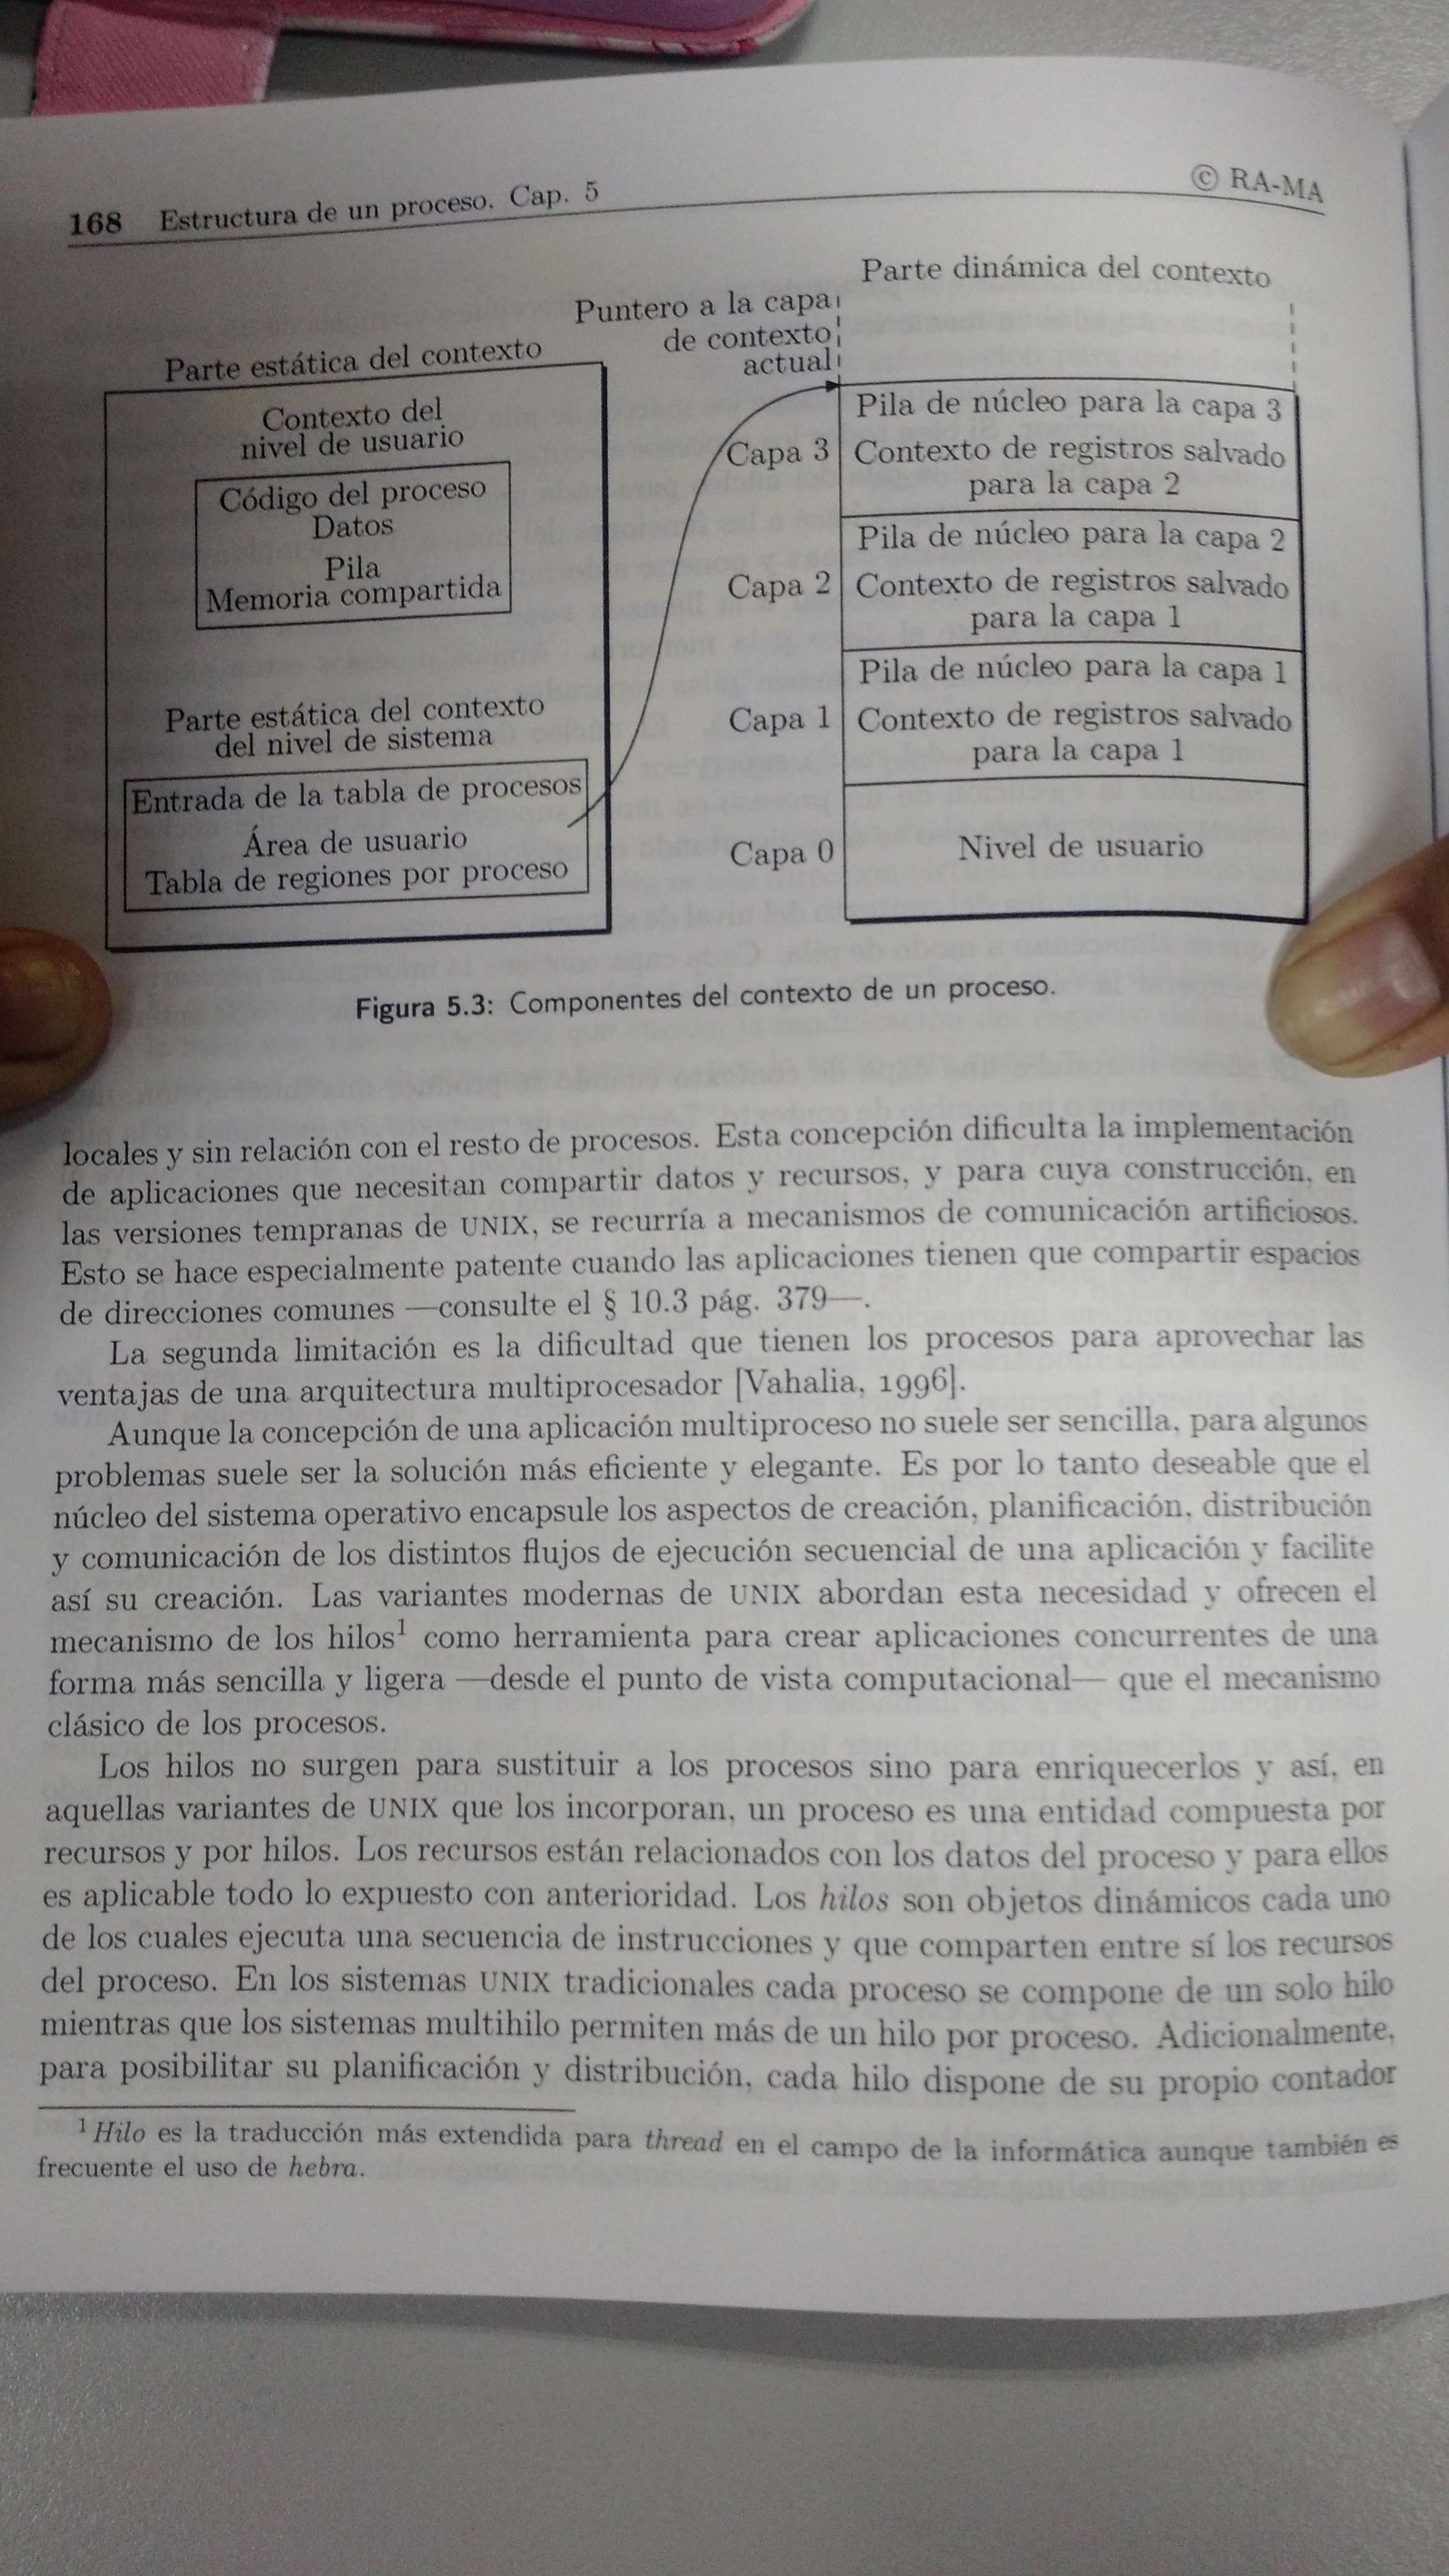 168 Estructura de un proceso. Cap. 5
© RA-MA
Parte estática del contexto
Contexto del
nivel de usuario
Código del proceso
Datos
Pila
Memoria compartida
Parte estática del contexto
del nivel de sistema
Entrada de la tabla de procesos
Área de usuario
Tabla de regiones por proceso
Puntero a la capa
de contexto
actual
Parte dinámica del contexto
Capa 3
Pila de núcleo para la capa 3
Contexto de registros salvado
para la capa 2
Capa 2
Pila de núcleo para la capa 2
Contexto de registros salvado
para la capa 1
Capa 1
Pila de núcleo para la capa 1
Contexto de registros salvado
para la capa 1
Capa 0
Nivel de usuario
Figura 5.3: Componentes del contexto de un proceso.
locales y sin relación con el resto de procesos. Esta concepción dificulta la implementación
de aplicaciones que necesitan compartir datos y recursos, y para cuya construcción, en
las versiones tempranas de UNIX, se recurría a mecanismos de comunicación artificiosos.
Esto se hace especialmente patente cuando las aplicaciones tienen que compartir espacios
de direcciones comunes —consulte el § 10.3 pág. 379—.
La segunda limitación es la dificultad que tienen los procesos para aprovechar las
ventajas de una arquitectura multiprocesador [Vahalia, 1996].
Aunque la concepción de una aplicación multiproceso no suele ser sencilla, para algunos
problemas suele ser la solución más eficiente y elegante. Es por lo tanto deseable que el
núcleo del sistema operativo encapsule los aspectos de creación, planificación, distribución
y comunicación de los distintos flujos de ejecución secuencial de una aplicación y facilite
así su creación. Las variantes modernas de UNIX abordan esta necesidad y ofrecen el
mecanismo de los hilos¹ como herramienta para crear aplicaciones concurrentes de una
forma más sencilla y ligera —desde el punto de vista computacional— que el mecanismo
clásico de los procesos.
Los hilos no surgen para sustituir a los procesos sino para enriquecerlos y así, en
aquellas variantes de UNIX que los incorporan, un proceso es una entidad compuesta por
recursos y por hilos. Los recursos están relacionados con los datos del proceso y para ellos
es aplicable todo lo expuesto con anterioridad. Los hilos son objetos dinámicos cada uno
de los cuales ejecuta una secuencia de instrucciones y que comparten entre sí los recursos
del proceso. En los sistemas UNIX tradicionales cada proceso se compone de un solo hilo
mientras que los sistemas multihilo permiten más de un hilo por proceso. Adicionalmente,
para posibilitar su planificación y distribución, cada hilo dispone de su propio contador
¹ Hilo es la traducción más extendida para thread en el campo de la informática aunque también es
frecuente el uso de hebra.